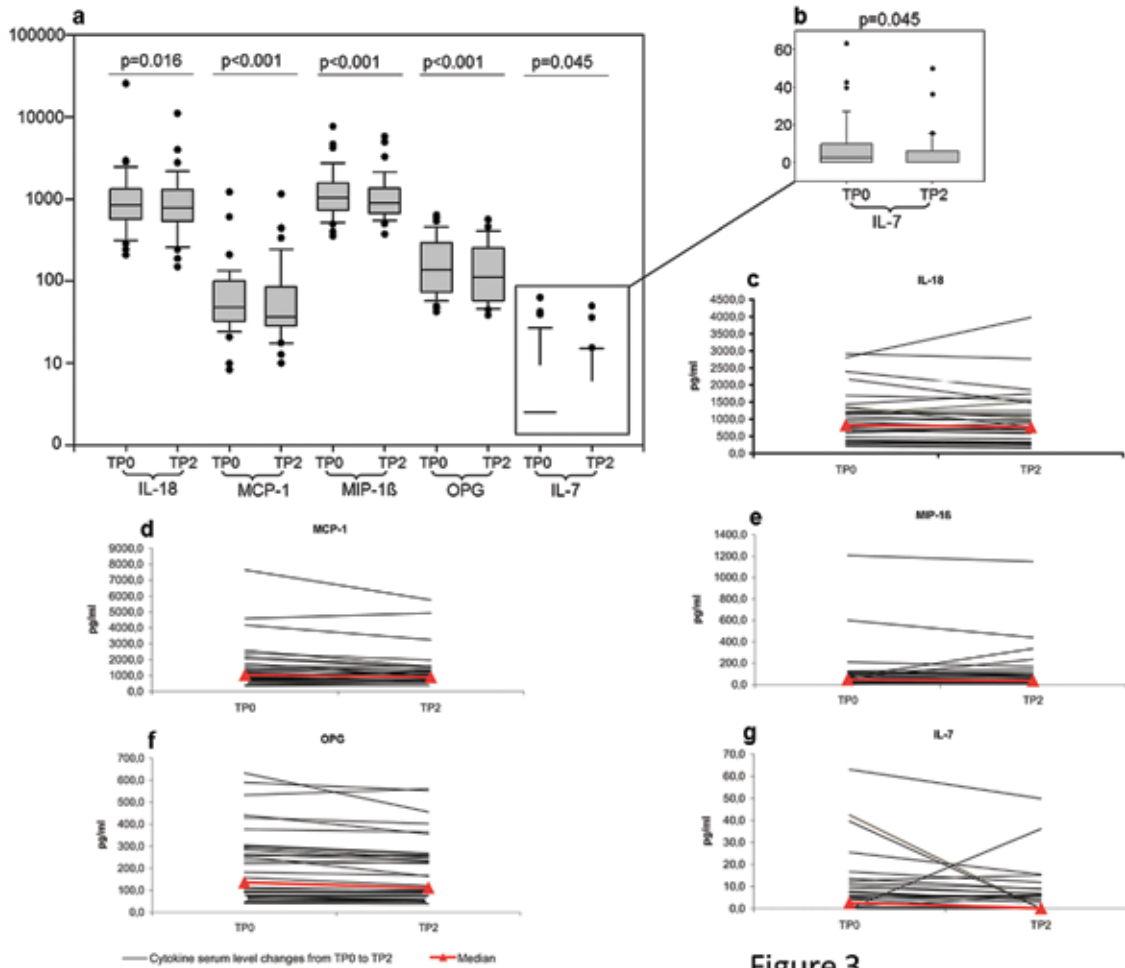 a
100000
10000
1000
100
10
0
p=0.016 p<0.001 p<0.001 p<0.001 p=0.045
TP0 TP2 TP0 TP2 TP0 TP2 TP0 TP2 TP0 TP2
IL-18 MCP-1 MIP-1ß OPG IL-7
b
p=0.045
60
40
20
0
TP0 TP2
IL-7
c
IL-18
pg/ml
4500,0
4000,0
3500,0
3000,0
2500,0
2000,0
1500,0
1000,0
500,0
0,0
TP0 TP2
d
MCP-1
pg/ml
9000,0
8000,0
7000,0
6000,0
5000,0
4000,0
3000,0
2000,0
1000,0
0,0
TP0 TP2
e
MIP-1ß
pg/ml
1400,0
1200,0
1000,0
800,0
600,0
400,0
200,0
0,0
TP0 TP2
f
OPG
pg/ml
700,0
600,0
500,0
400,0
300,0
200,0
100,0
0,0
TP0 TP2
g
IL-7
pg/ml
70,0
60,0
50,0
40,0
30,0
20,0
10,0
0,0
TP0 TP2
Cytokine serum level changes from TP0 to TP2 Median
Figure 3